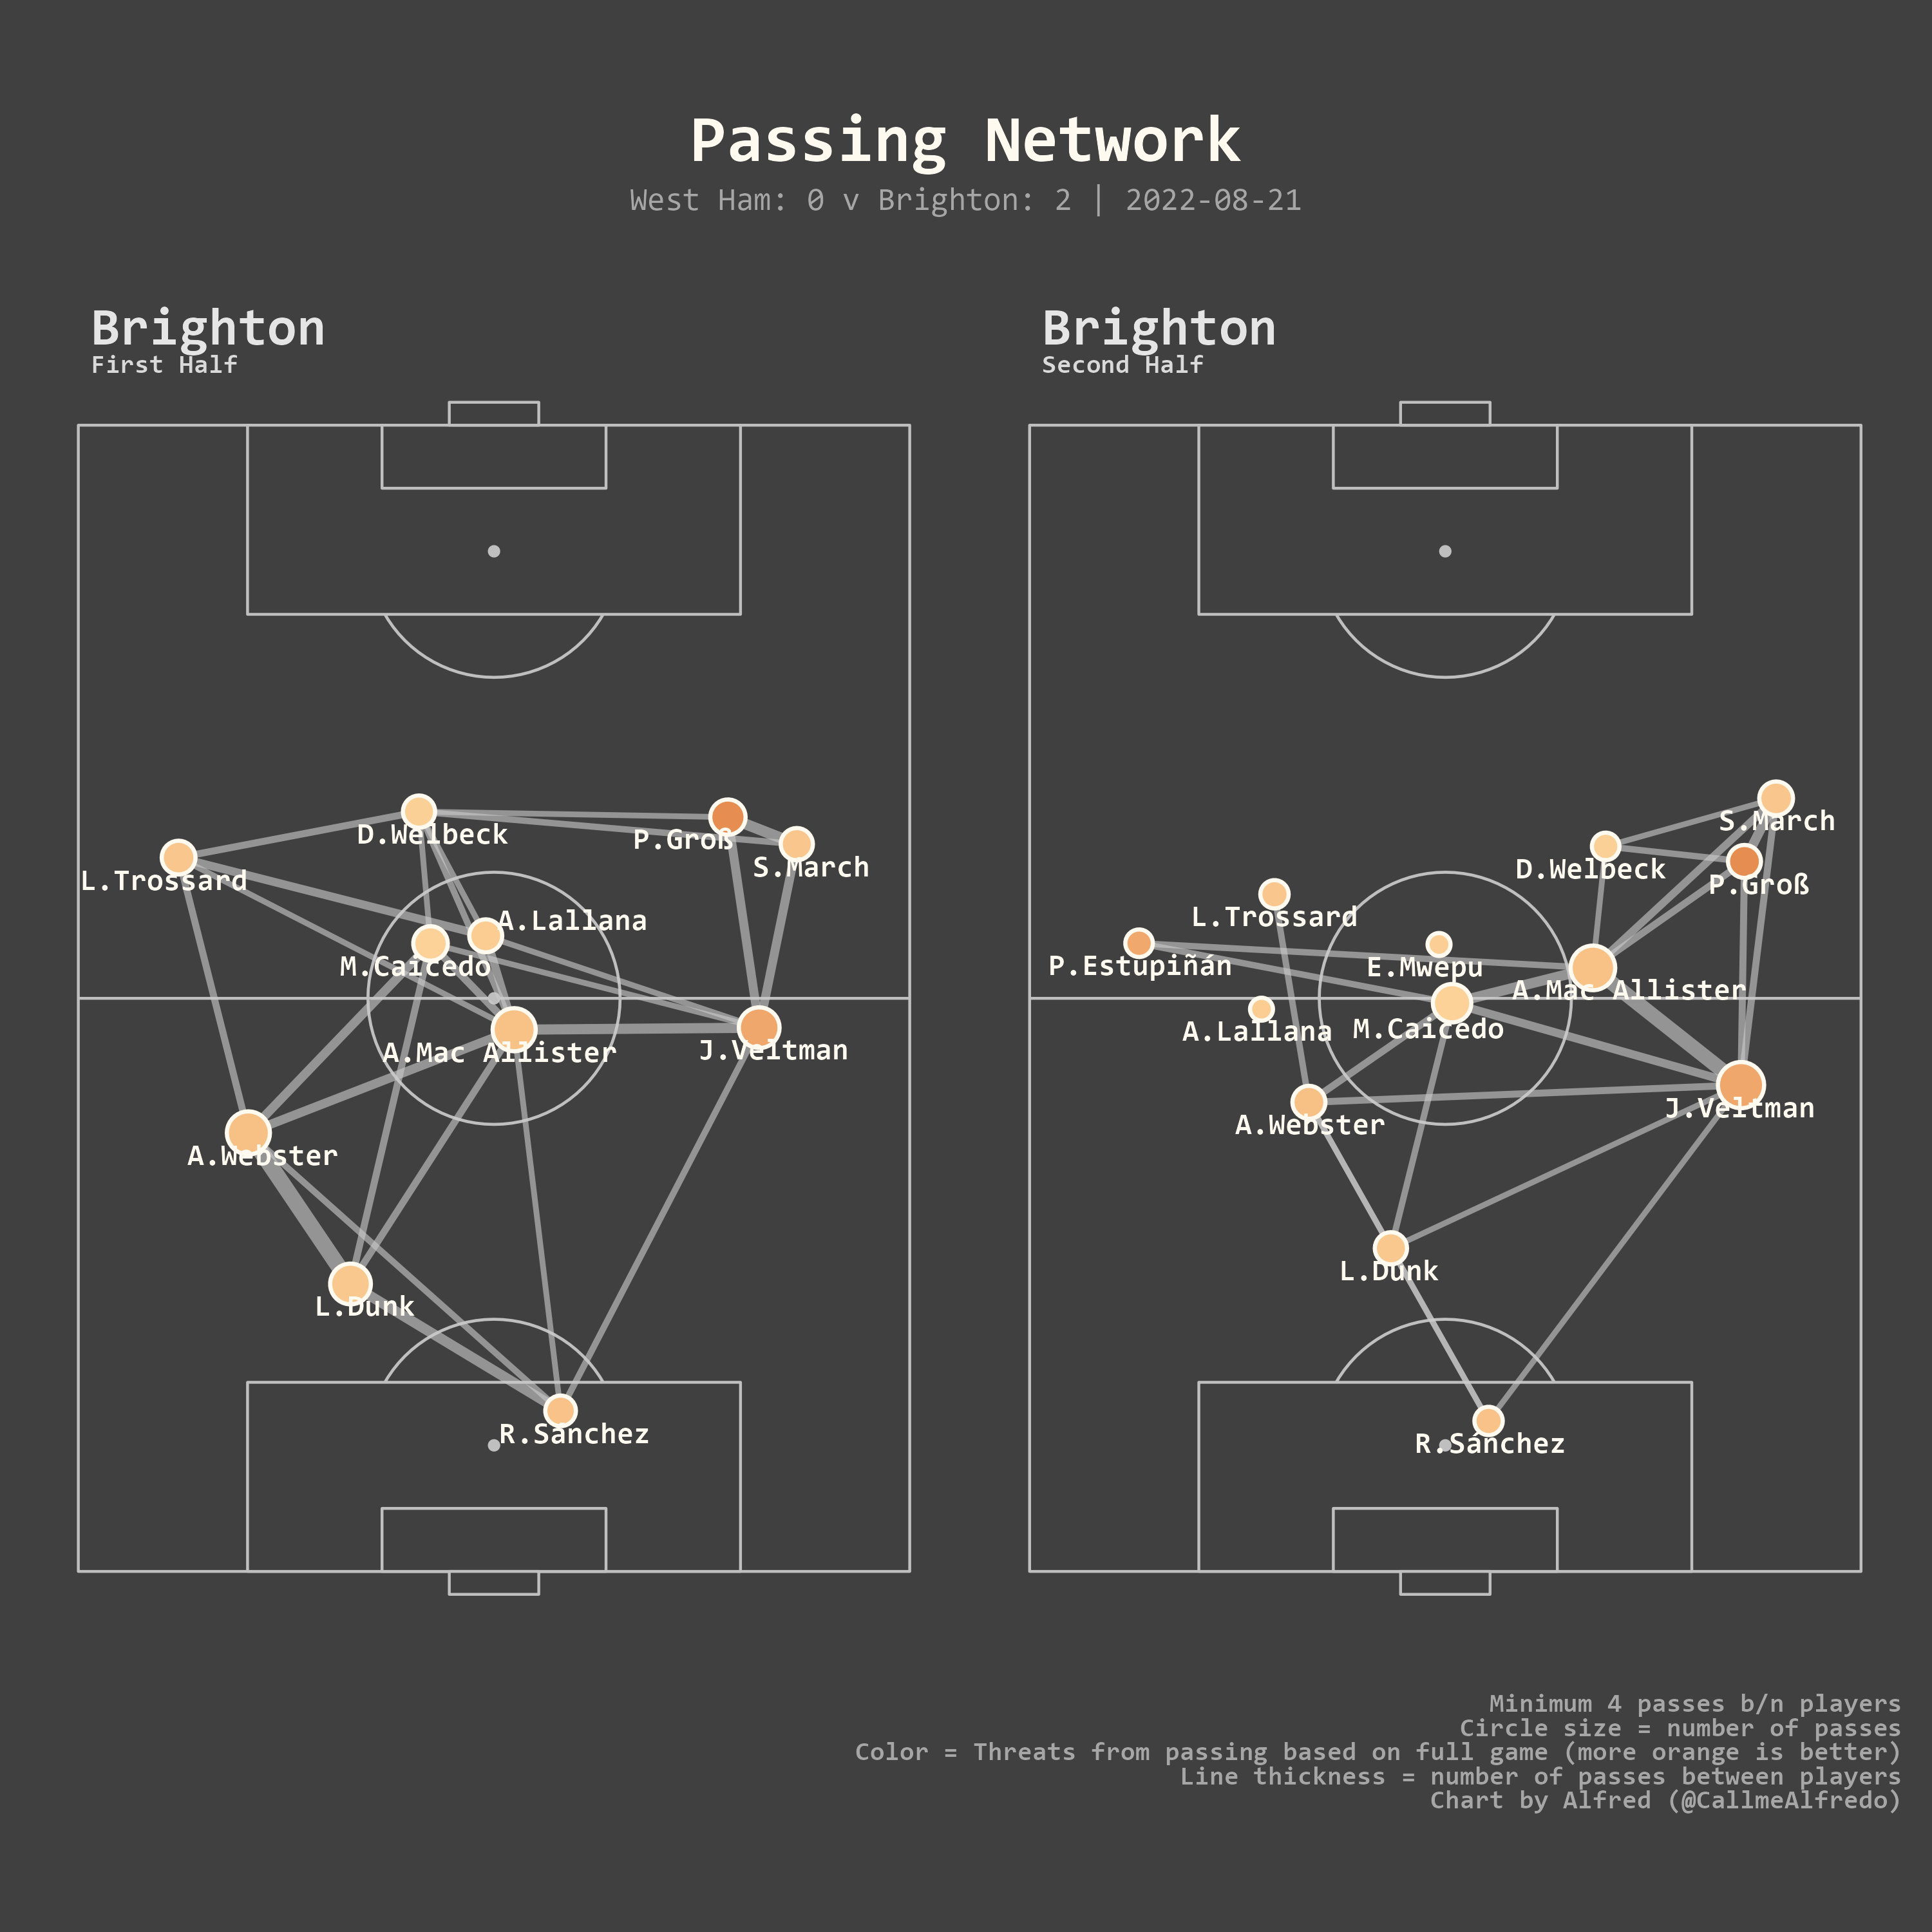 Passing Network
West Ham: 0 v Brighton: 2 | 2022-08-21
Brighton
First Half
D.Welbeck
P.Groß
S.March
L.Trossard
A.Lallana
M.Caicedo
A.Mac Allister
J.Veltman
A.Webster
L.Dunk
R.Sánchez
Brighton
Second Half
S.March
D.Welbeck
P.Groß
L.Trossard
P.Estupiñán
E.Mwepu
A.Mac Allister
A.Lallana
M.Caicedo
J.Veltman
A.Webster
L.Dunk
R.Sánchez
Minimum 4 passes b/n players
Circle size = number of passes
Color = Threats from passing based on full game (more orange is better)
Line thickness = number of passes between players
Chart by Alfred (@CallmeAlfredo)